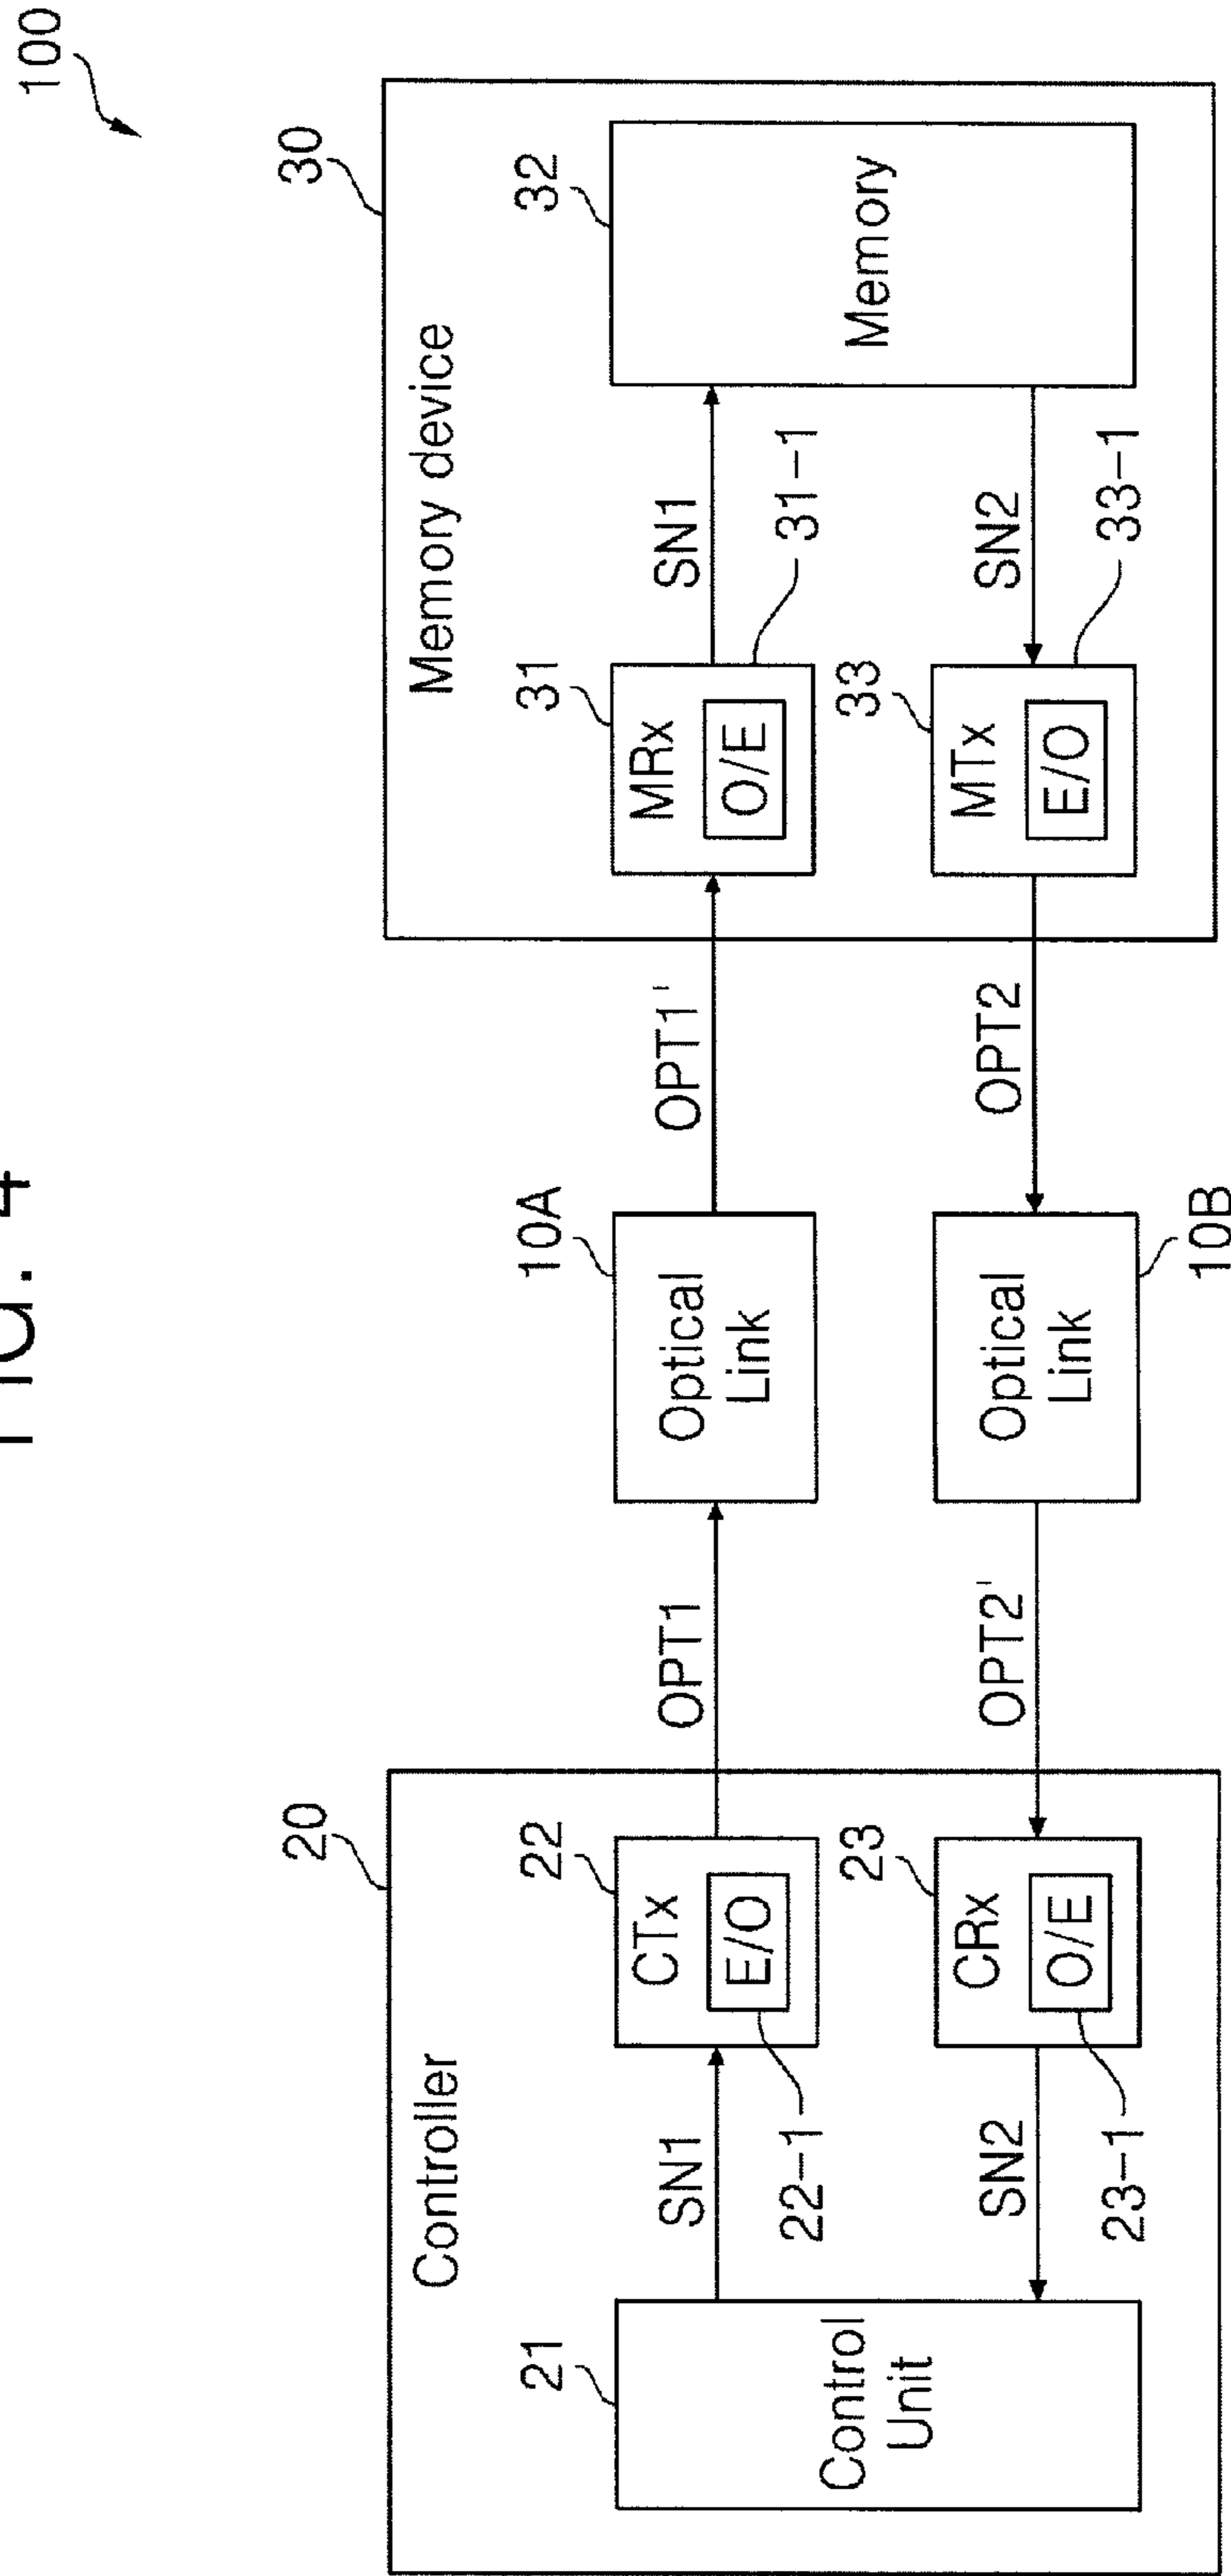 FIG. 4
100
20
Controller
21
Control
Unit
SN1
22
CTx
E/O
22-1
SN2
23
CRx
O/E
23-1
OPT1
10A
Optical
Link
OPT1'
OPT2'
Optical
Link
10B
OPT2
30
Memory device
31
MRx
O/E
31-1
SN1
33
MTx
E/O
33-1
SN2
32
Memory